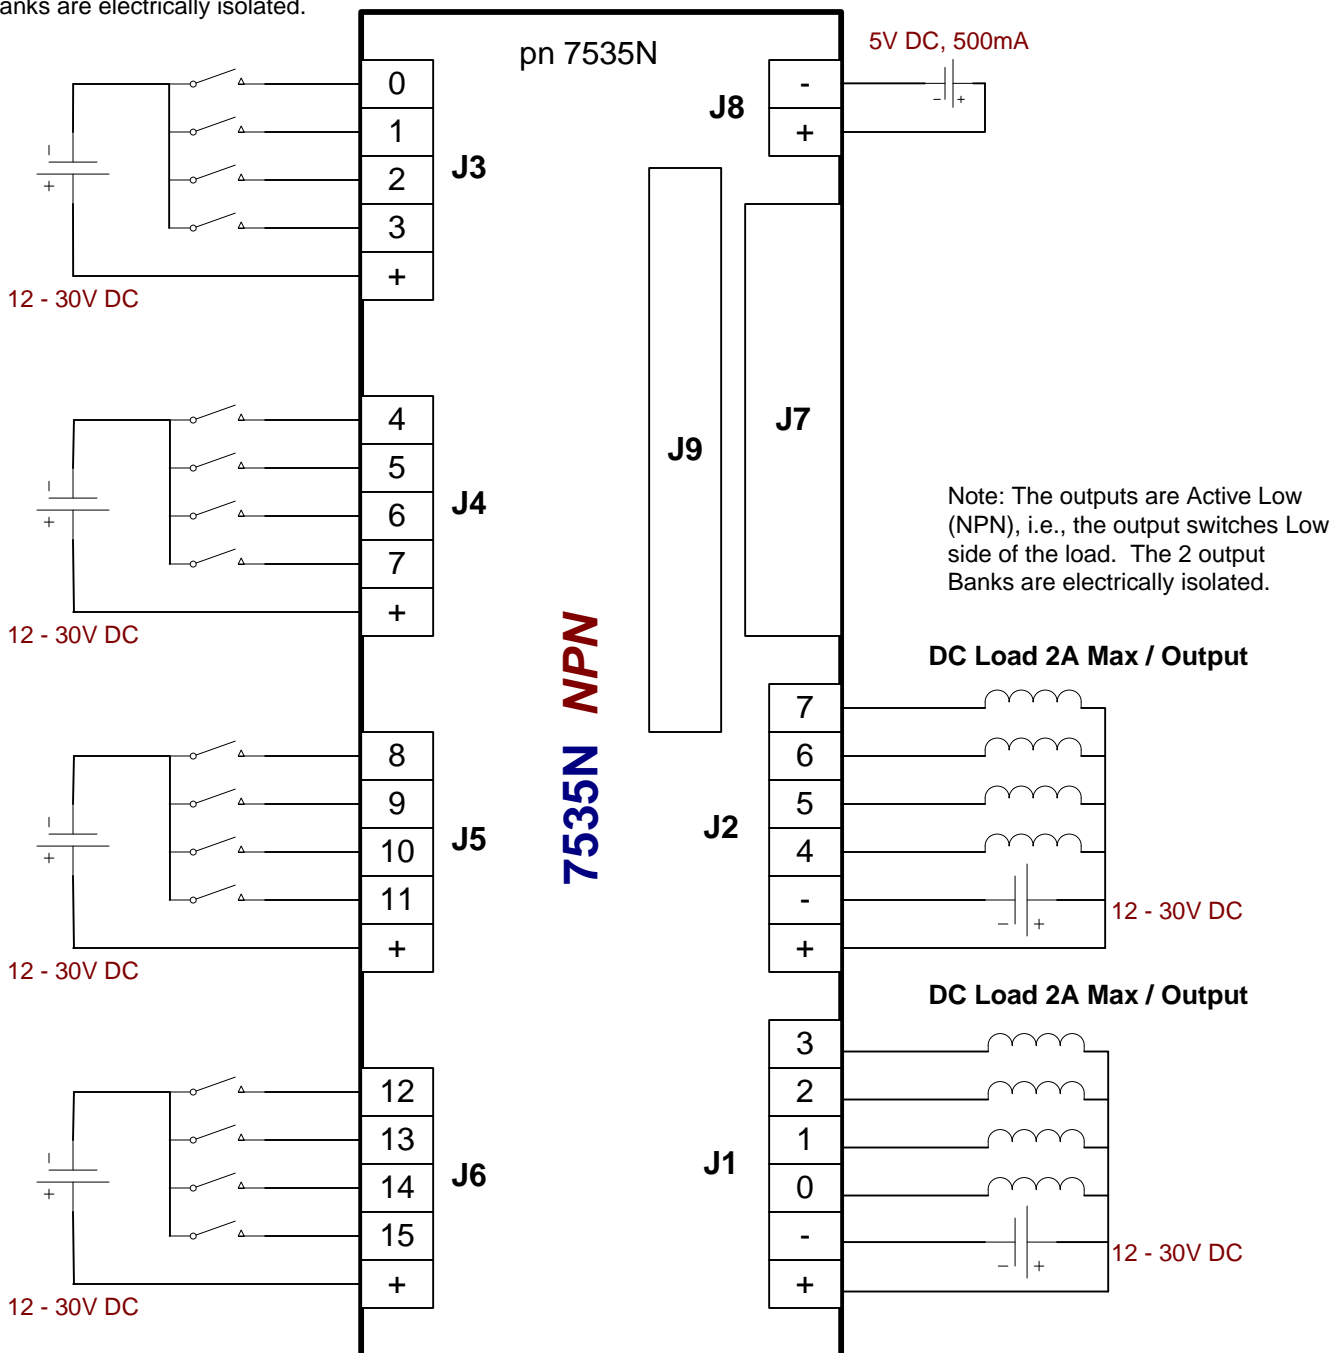 anks are electrically isolated.
pn 7535N
5V DC, 500mA
J8
-
- +
+
0
1
2
3
+
J3
-
+
12 - 30V DC
J9
J7
4
5
6
7
+
J4
-
+
12 - 30V DC
Note: The outputs are Active Low
(NPN), i.e., the output switches Low
side of the load. The 2 output
Banks are electrically isolated.
7535N NPN
8
9
10
11
+
J5
-
+
12 - 30V DC
DC Load 2A Max / Output
7
6
5
4
-
+
J2
- +
12 - 30V DC
12
13
14
15
+
J6
-
+
12 - 30V DC
DC Load 2A Max / Output
3
2
1
0
-
+
J1
- +
12 - 30V DC